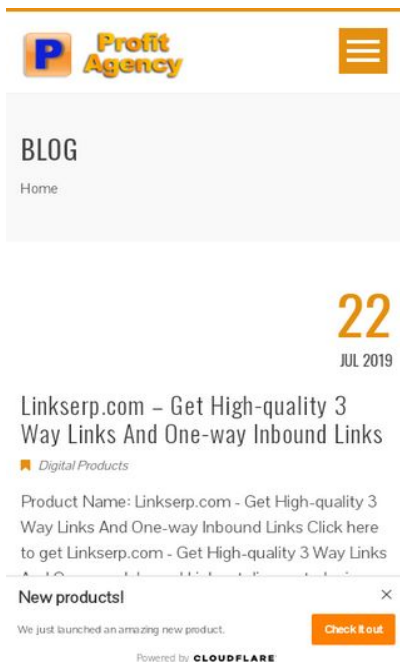 P Profit
Agency
BLOG
Home
22
JUL 2019
Linkserp.com – Get High-quality 3
Way Links And One-way Inbound Links
Digital Products
Product Name: Linkserp.com - Get High-quality 3
Way Links And One-way Inbound Links Click here
to get Linkserp.com - Get High-quality 3 Way Links
New products!
We just launched an amazing new product.
Check it out
Powered by CLOUDFLARE